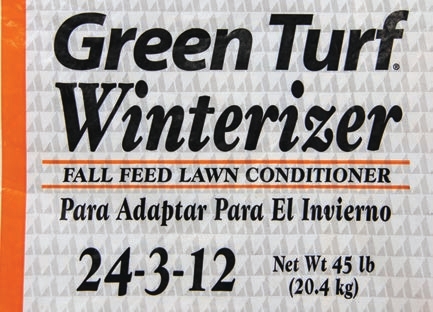 Green Turf®
Winterizer
FALL FEED LAWN CONDITIONER
Para Adaptar Para El Invierno
24-3-12
Net Wt 45 lb
(20.4 kg)